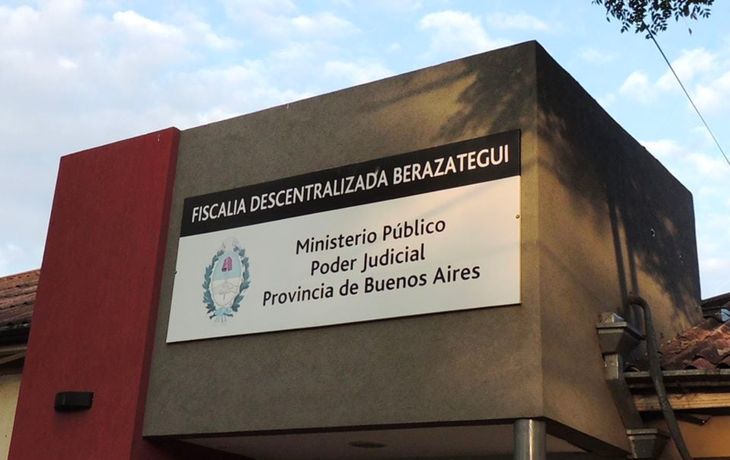 FISCALIA DESCENTRALIZADA BERAZATEGUI
Ministerio Público
Poder Judicial
Provincia de Buenos Aires